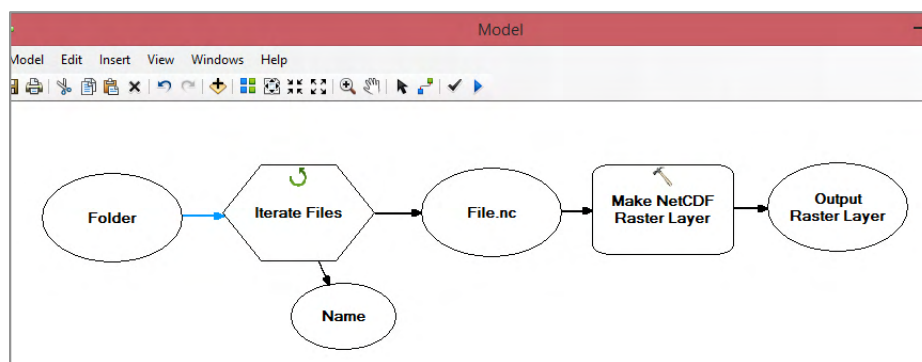 Model
Model Edit Insert View Windows Help
Folder
Iterate Files
File.nc
Make NetCDF
Raster Layer
Output
Raster Layer
Name